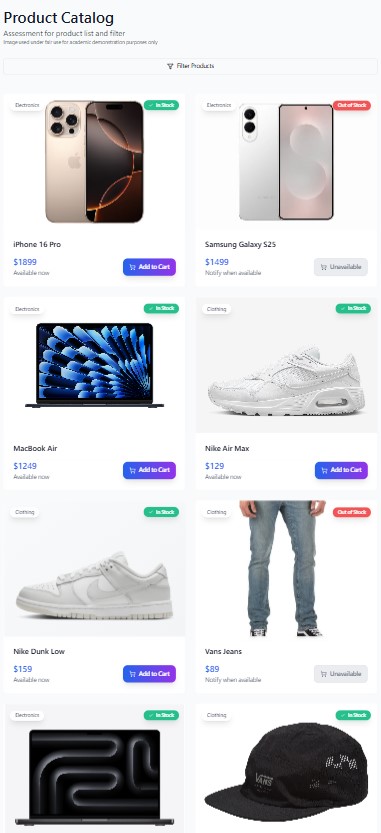 Product Catalog
Assessment for product list and filter
Image used under fair use for academic demonstration purposes only
Filter Products
Electronics
In Stock
Electronics
Out of Stock
iPhone 16 Pro
$1899
Available now
Add to Cart
Samsung Galaxy S25
$1499
Notify when available
Unavailable
Electronics
In Stock
Clothing
In Stock
MacBook Air
$1249
Available now
Add to Cart
Nike Air Max
$129
Available now
Add to Cart
Clothing
In Stock
Clothing
Out of Stock
Nike Dunk Low
$159
Available now
Add to Cart
Vans Jeans
$89
Notify when available
Unavailable
Electronics
In Stock
Clothing
In Stock
VANS